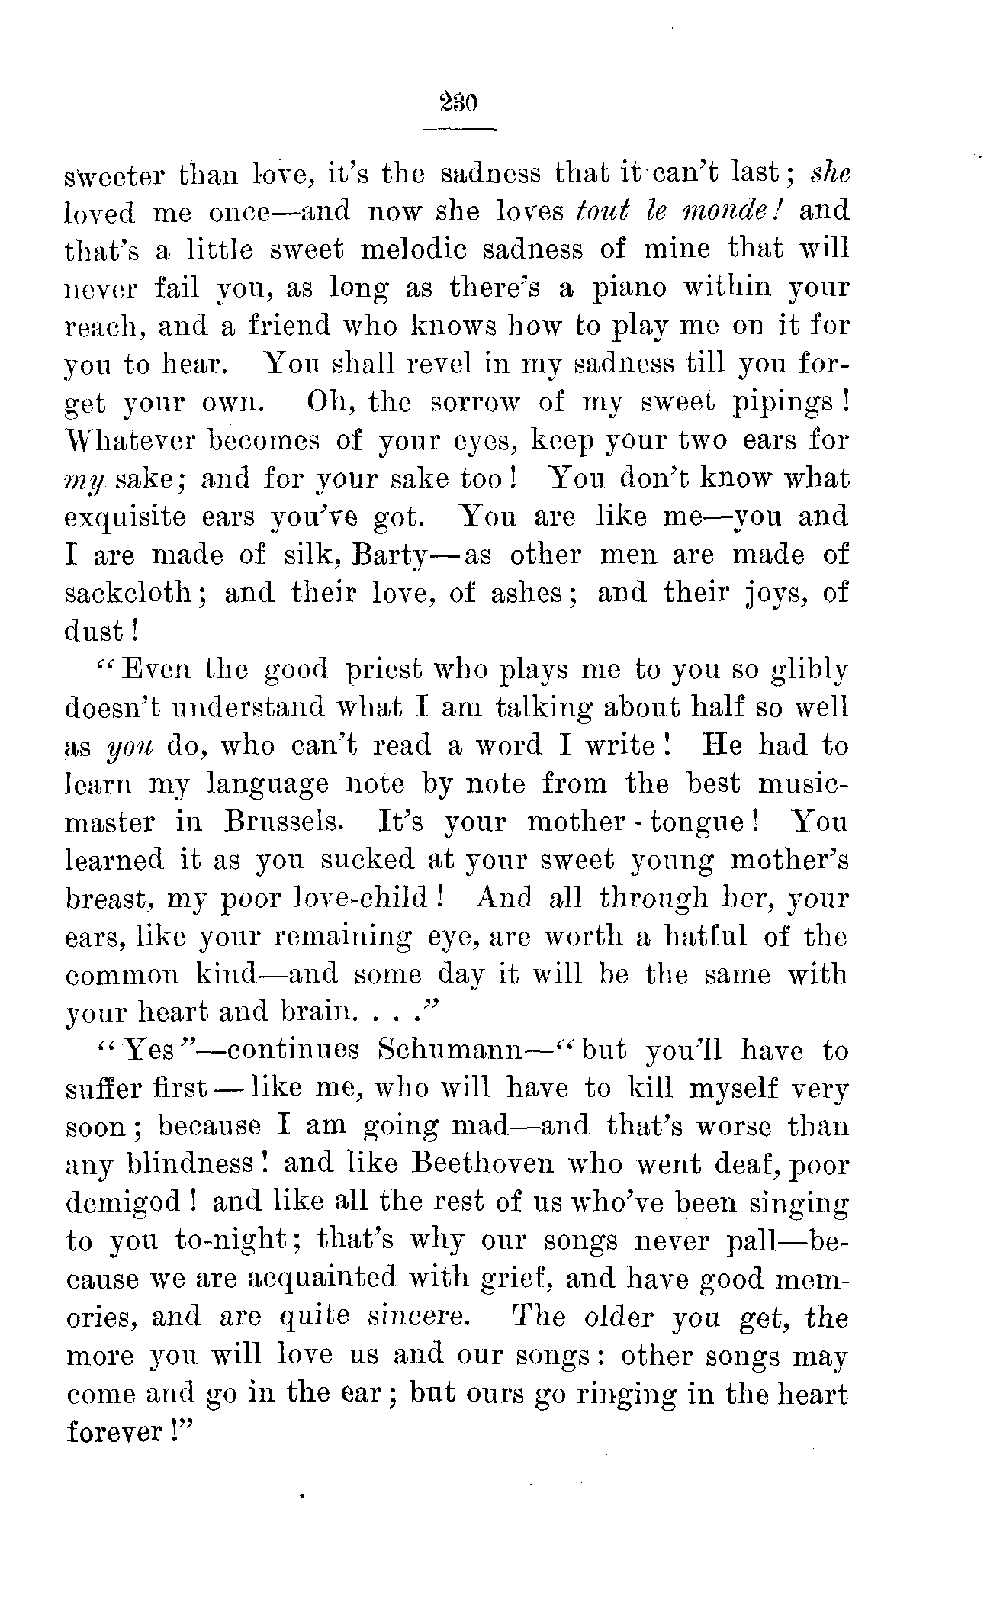 230
sweeter than love, it's the sadness that it can't last; she
loved me once—and now she loves tout le monde! and
that's a little sweet melodic sadness of mine that will
never fail you, as long as there's a piano within your
reach, and a friend who knows how to play me on it for
you to hear. You shall revel in my sadness till you for-
get your own. Oh, the sorrow of my sweet pipings!
Whatever becomes of your eyes, keep your two ears for
my sake; and for your sake too! You don't know what
exquisite ears you've got. You are like me—you and
I are made of silk, Barty—as other men are made of
sackcloth; and their love, of ashes; and their joys, of
dust!
"Even the good priest who plays me to you so glibly
doesn't understand what I am talking about half so well
as you do, who can't read a word I write! He had to
learn my language note by note from the best music-
master in Brussels. It's your mother-tongue! You
learned it as you sucked at your sweet young mother's
breast, my poor love-child! And all through her, your
ears, like your remaining eye, are worth a hatful of the
common kind—and some day it will be the same with
your heart and brain. . . ."
"Yes"—continues Schumann—"but you'll have to
suffer first—like me, who will have to kill myself very
soon; because I am going mad—and that's worse than
any blindness! and like Beethoven who went deaf, poor
demigod! and like all the rest of us who've been singing
to you to-night; that's why our songs never pall—be-
cause we are acquainted with grief, and have good mem-
ories, and are quite sincere. The older you get, the
more you will love us and our songs: other songs may
come and go in the ear; but ours go ringing in the heart
forever!"